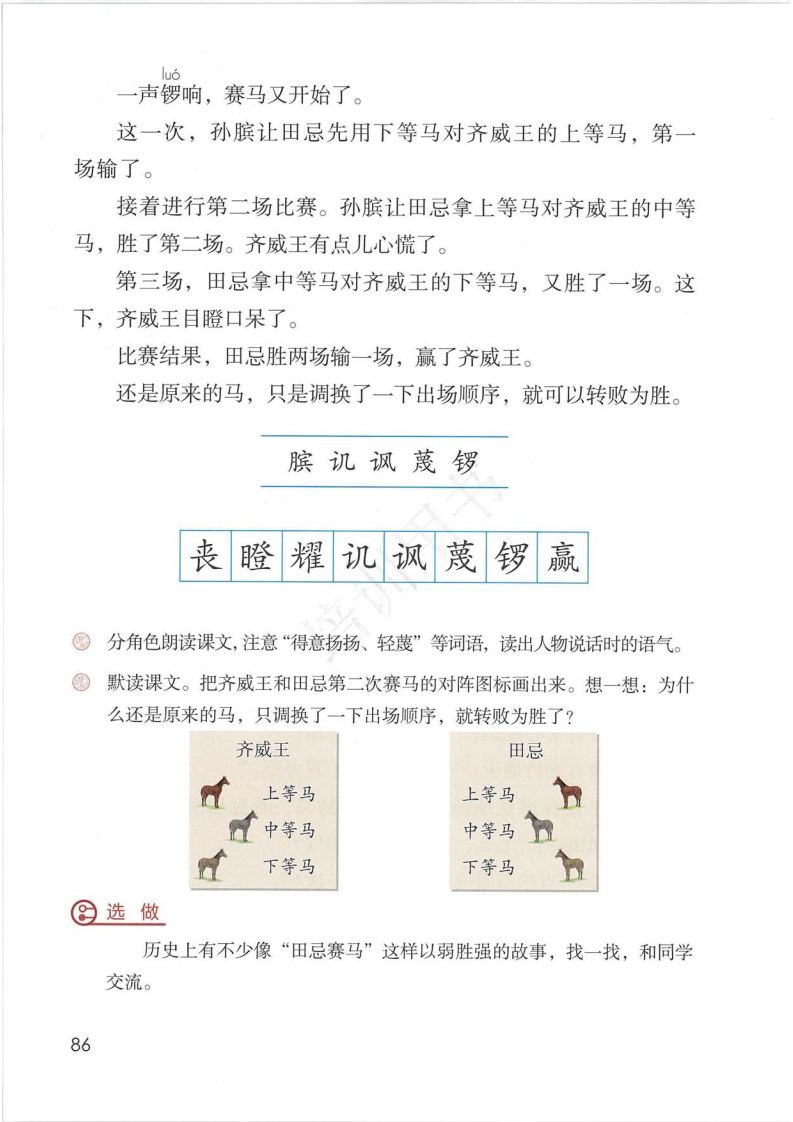 luó
一声锣响，赛马又开始了。
这一次，孙膑让田忌先用下等马对齐威王的上等马，第一
场输了。
接着进行第二场比赛。孙膑让田忌拿上等马对齐威王的中等
马，胜了第二场。齐威王有点儿心慌了。
第三场，田忌拿中等马对齐威王的下等马，又胜了一场。这
下，齐威王目瞪口呆了。
比赛结果，田忌胜两场输一场，赢了齐威王。
还是原来的马，只是调换了一下出场顺序，就可以转败为胜。
膑 讥 讽 蔑 锣
丧 瞪 耀 讥 讽 蔑 锣 赢
培训用书
分角色朗读课文，注意“得意扬扬、轻蔑”等词语，读出人物说话时的语气。
默读课文。把齐威王和田忌第二次赛马的对阵图标画出来。想一想：为什
么还是原来的马，只调换了一下出场顺序，就转败为胜了？
齐威王
上等马
中等马
下等马
田忌
上等马
中等马
下等马
选 做
历史上有不少像“田忌赛马”这样以弱胜强的故事，找一找，和同学
交流。
86